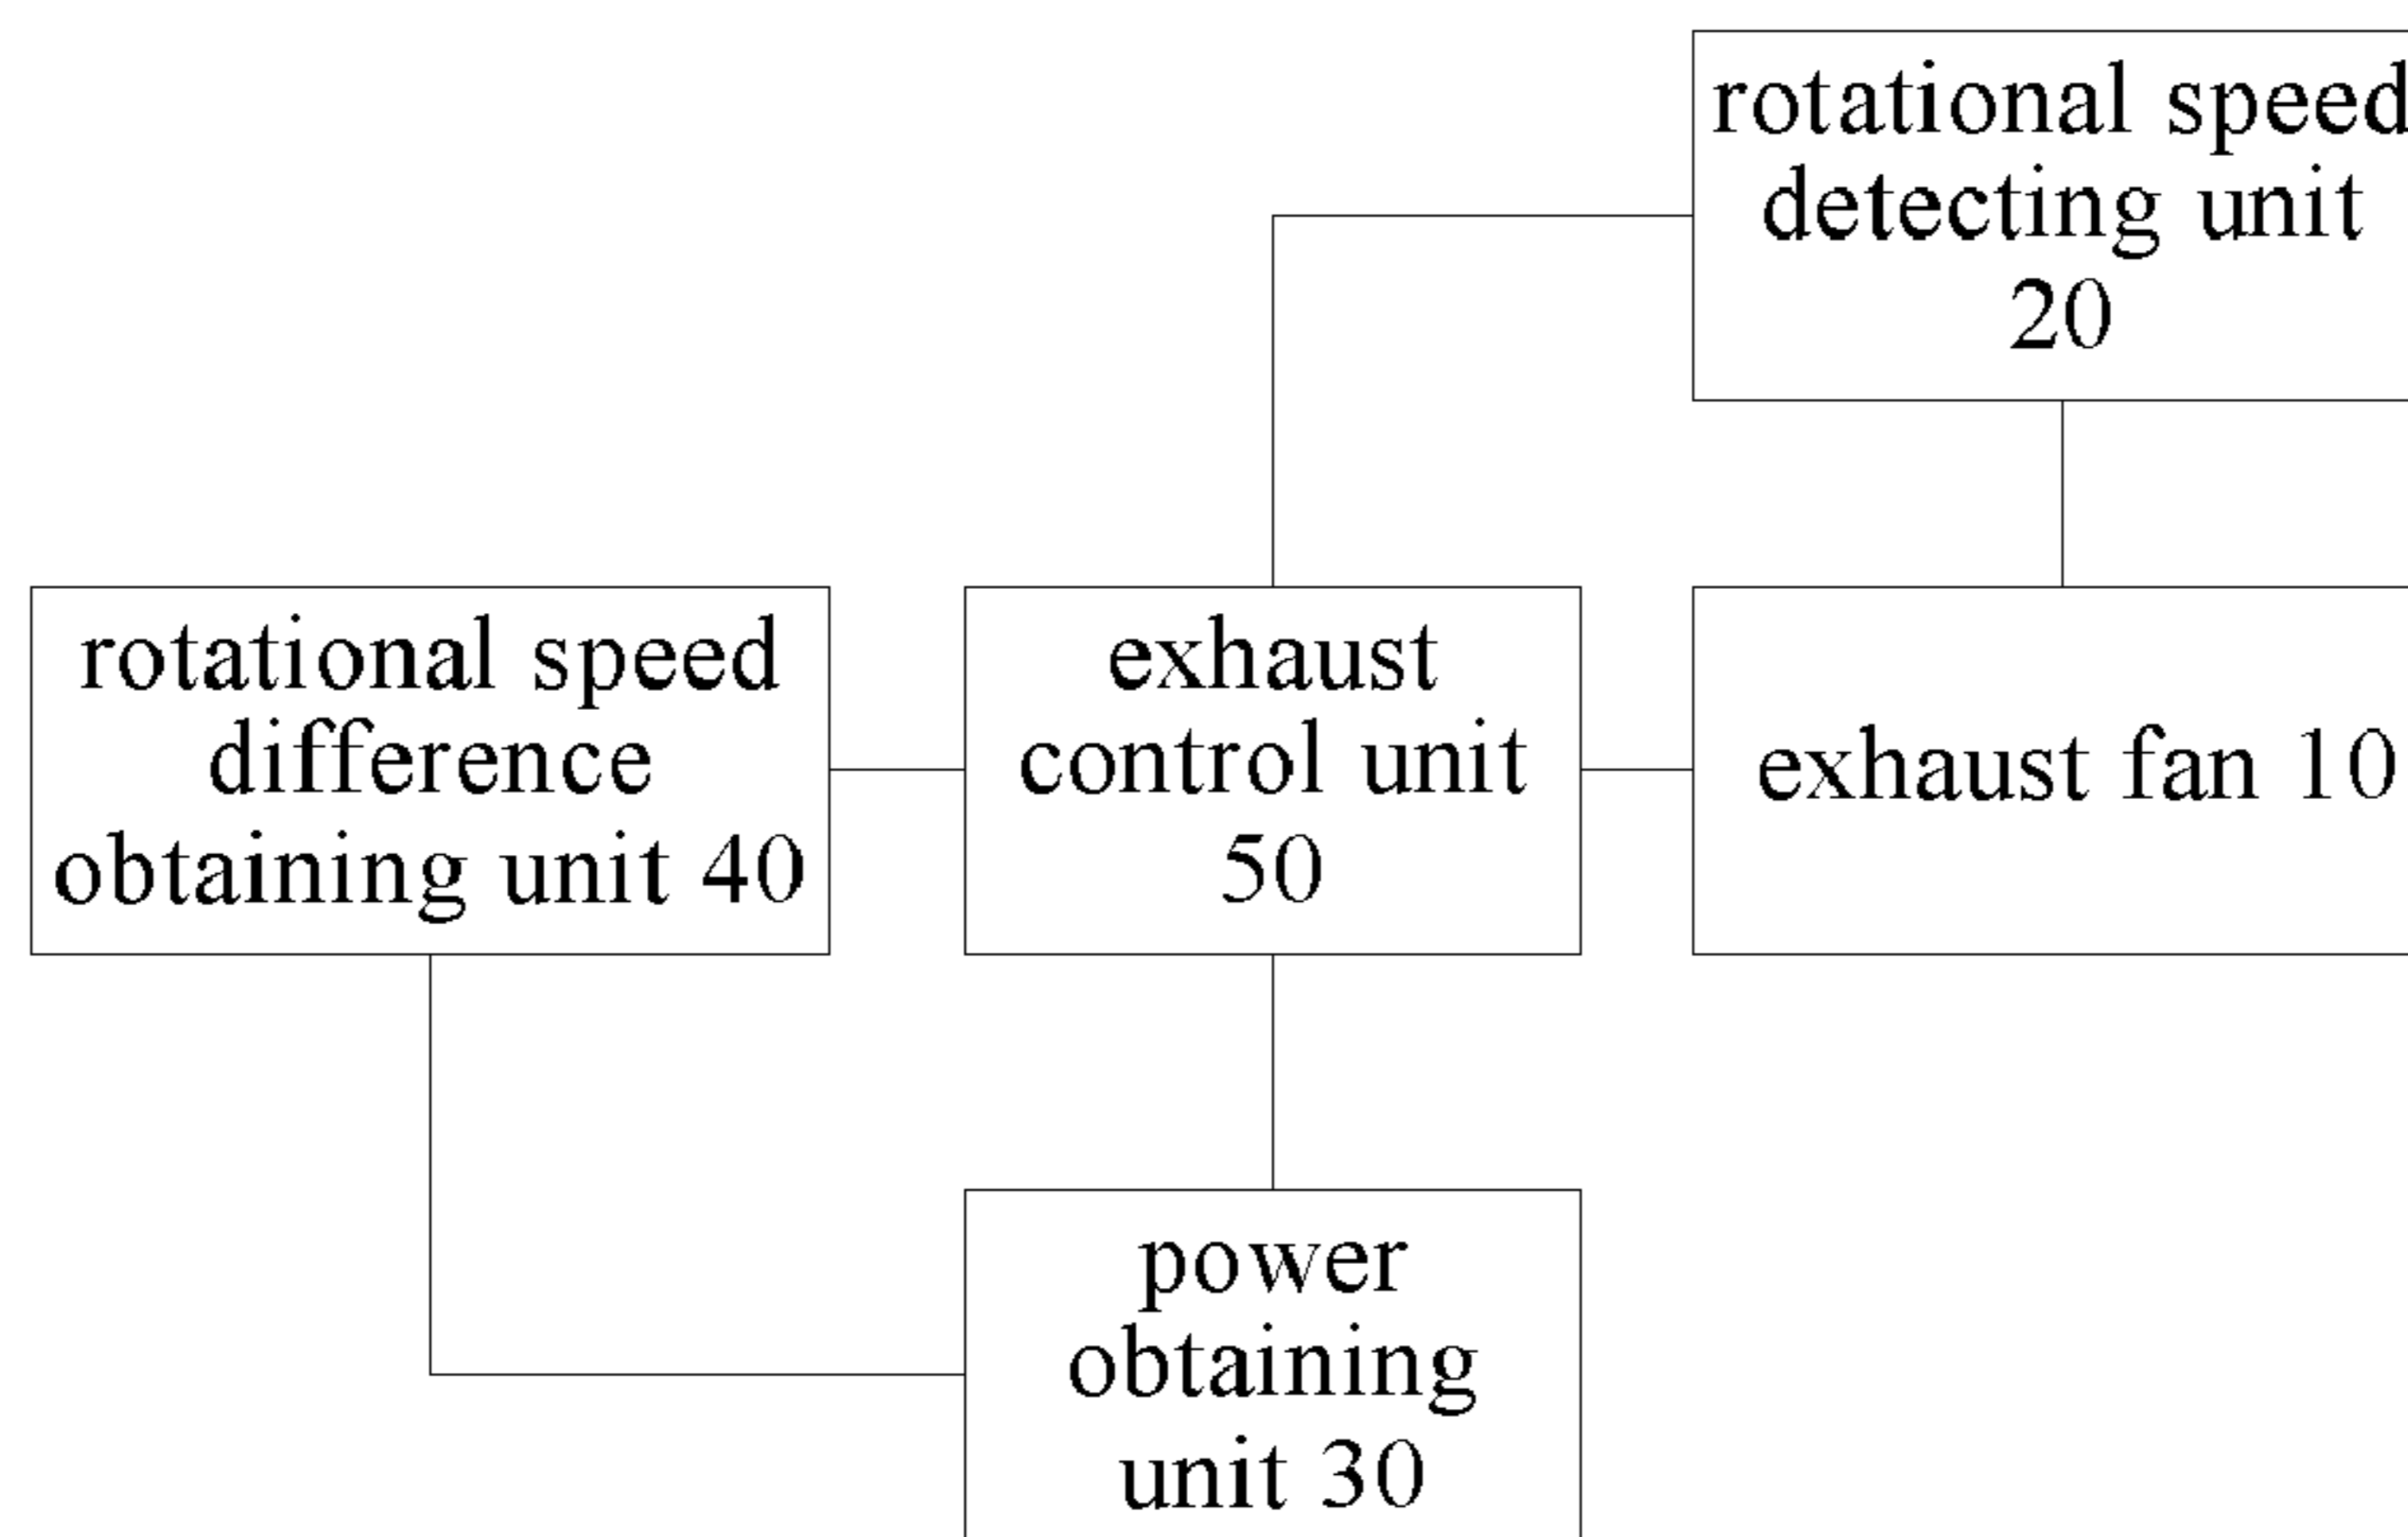 rotational speed
detecting unit
20
rotational speed
difference
obtaining unit 40
exhaust
control unit
50
exhaust fan 10
power
obtaining
unit 30